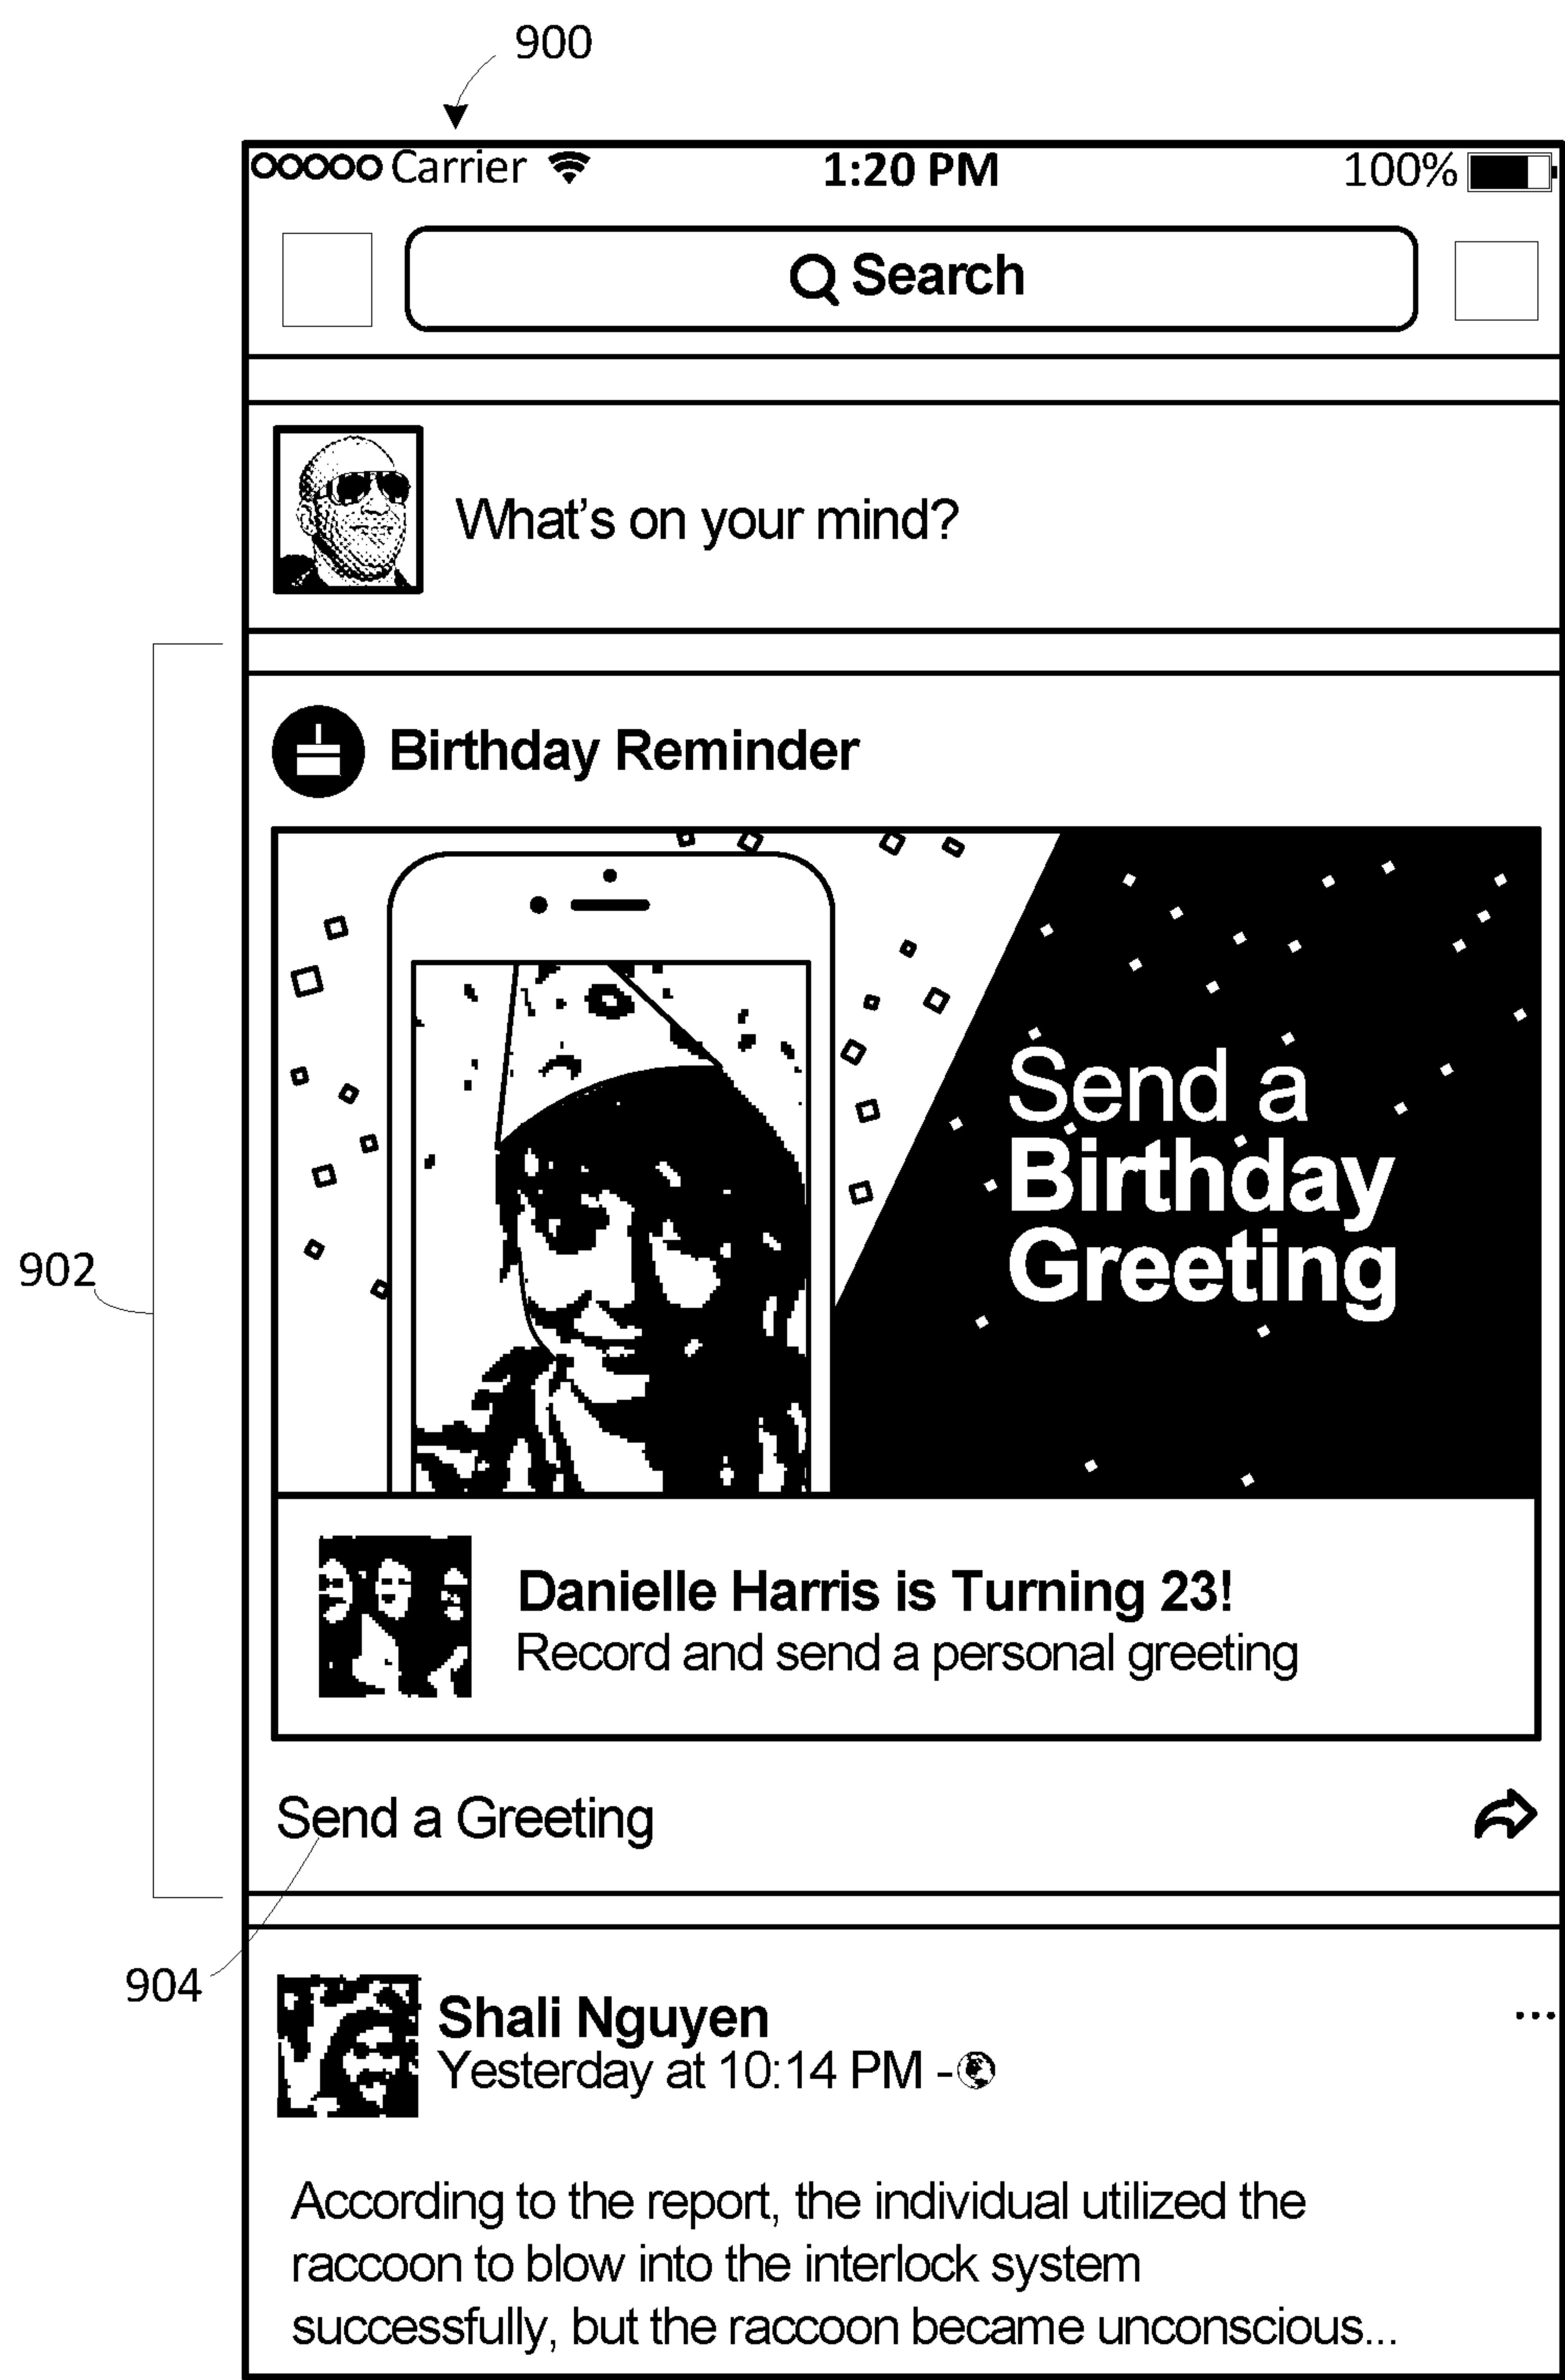 900
Carrier 1:20 PM 100%
Search
What's on your mind?
Birthday Reminder
Send a
Birthday
Greeting
902
Danielle Harris is Turning 23!
Record and send a personal greeting
Send a Greeting
904
Shali Nguyen
...
Yesterday at 10:14 PM -
According to the report, the individual utilized the
raccoon to blow into the interlock system
successfully, but the raccoon became unconscious...